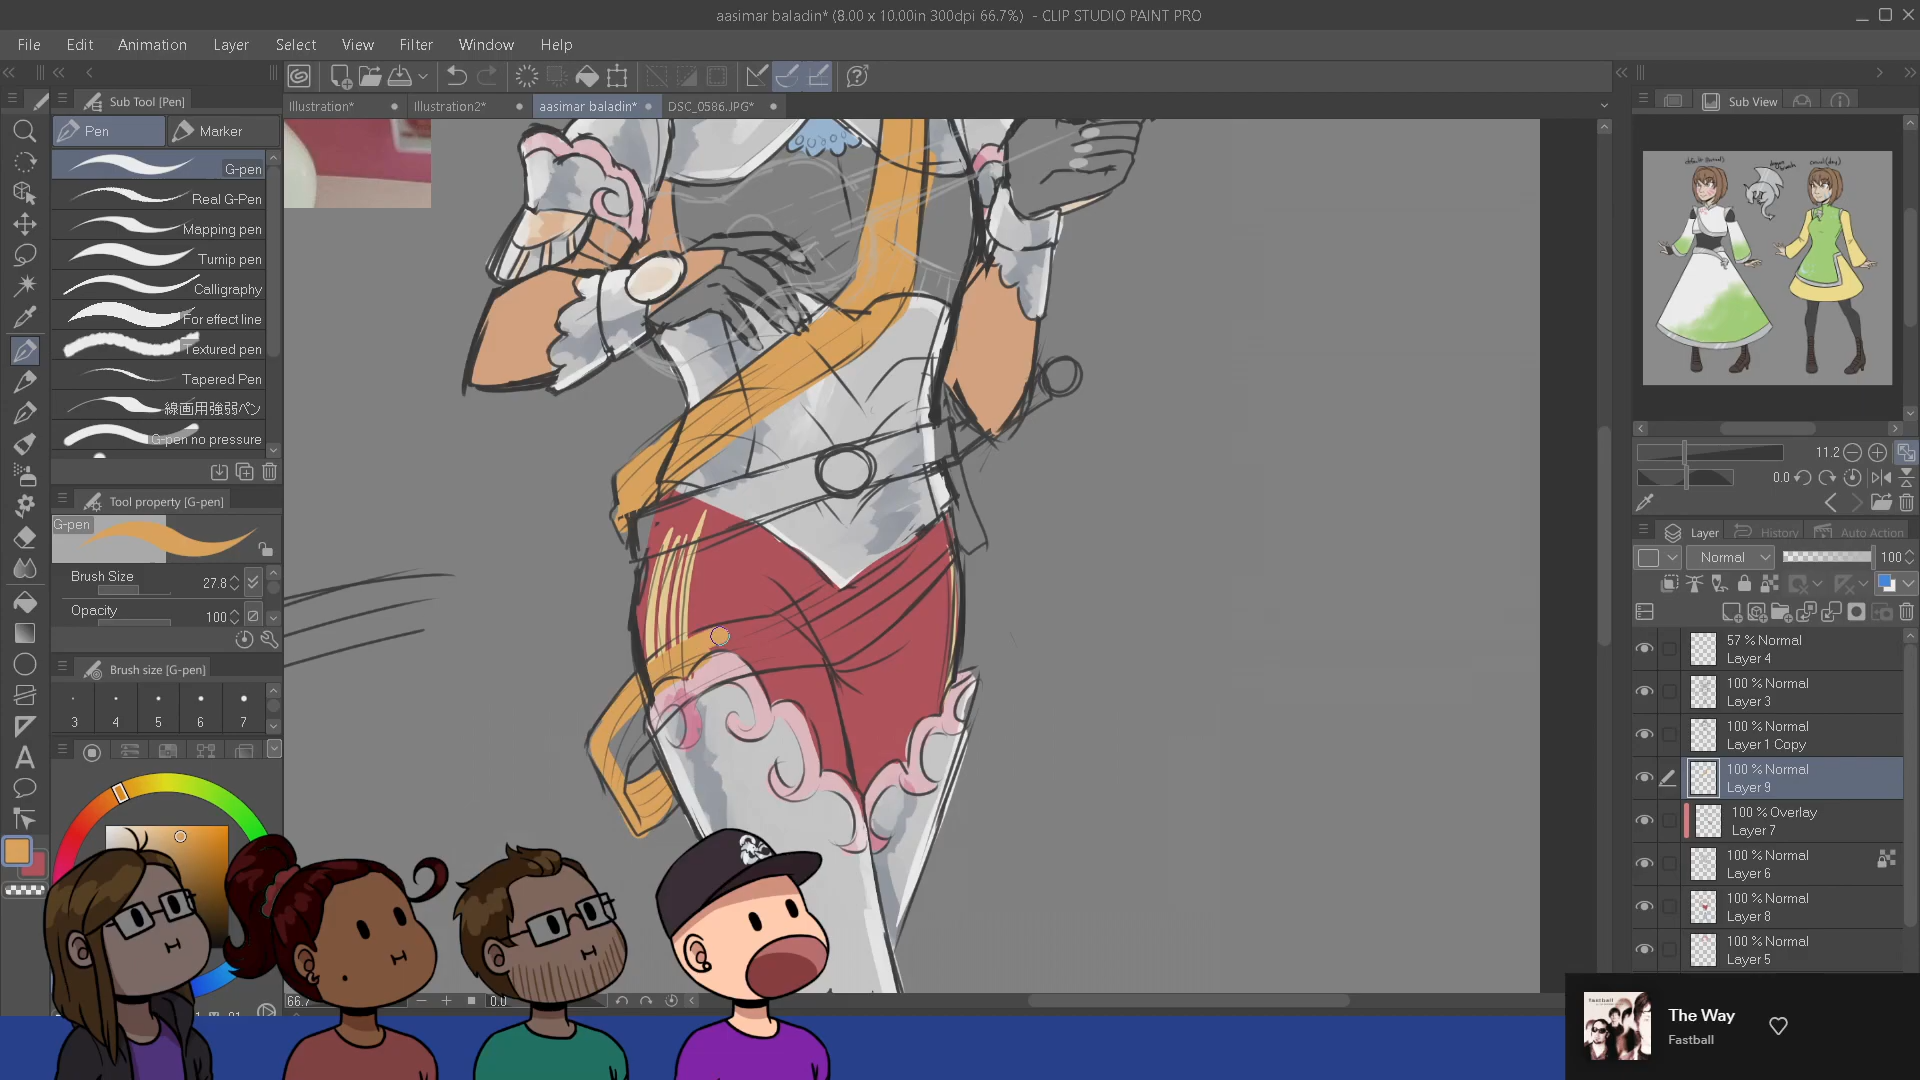 aasimar baladin* (8.00 x 10.00in 300dpi 66.7%) - CLIP STUDIO PAINT PRO
File Edit Animation Layer Select View Filter Window Help
Sub Tool [Pen]
Pen
Marker
G-pen
Real G-Pen
Mapping pen
Turnip pen
Calligraphy
For effect line
Textured pen
Tapered Pen
線画用強弱ペン
G-pen no pressure
Tool property [G-pen]
G-pen
Brush Size 27.8
Opacity 100
Brush size [G-pen]
3 4 5 6 7
Illustration*
Illustration2*
aasimar baladin*
DSC_0586.JPG*
66.7
0.0
Sub View
11.2
0.0
Layer
History
Auto Action
Normal
100
57 % Normal
Layer 4
100 % Normal
Layer 3
100 % Normal
Layer 1 Copy
100 % Normal
Layer 9
100 % Overlay
Layer 7
100 % Normal
Layer 6
100 % Normal
Layer 8
100 % Normal
Layer 5
The Way
Fastball